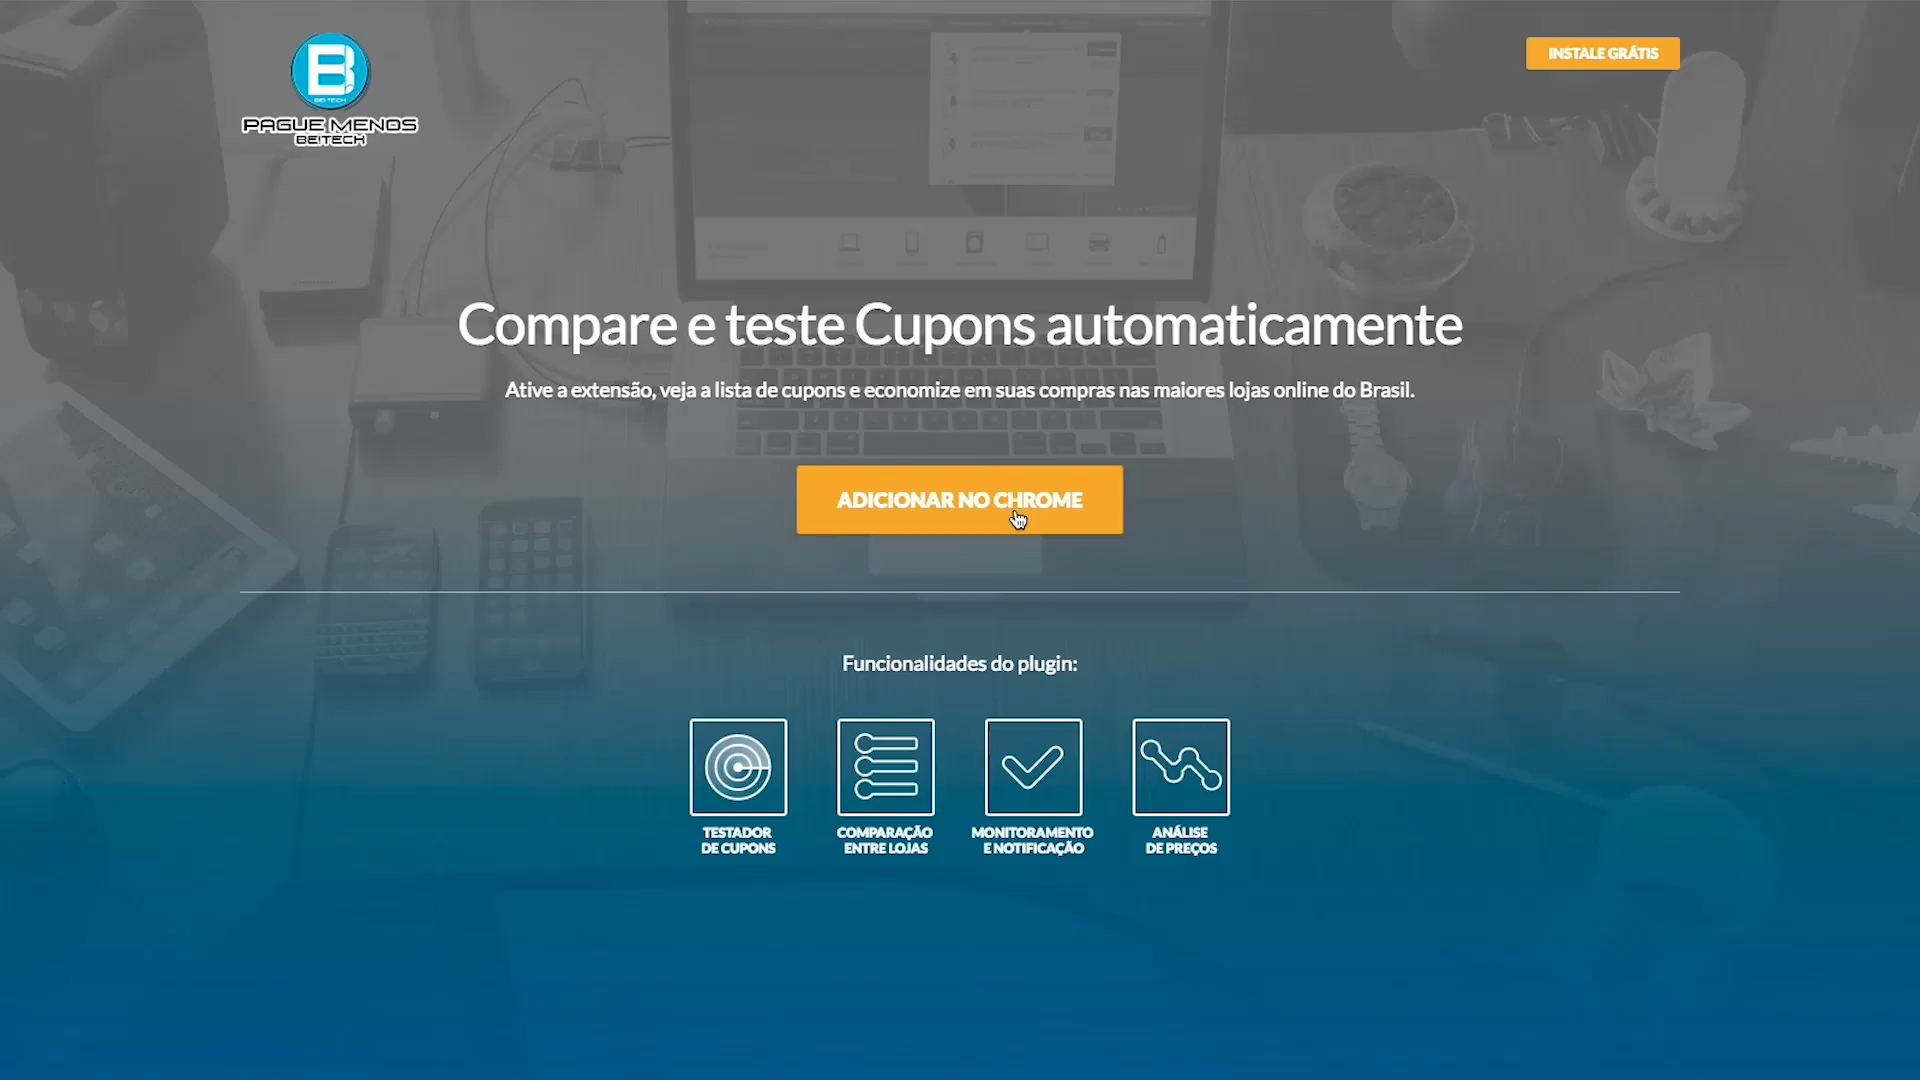 BEI TECH
PAGUE MENOS
BEITECH
INSTALE GRÁTIS
Compare e teste Cupons automaticamente
Ative a extensão, veja a lista de cupons e economize em suas compras nas maiores lojas online do Brasil.
ADICIONAR NO CHROME
Funcionalidades do plugin:
TESTADOR
DE CUPONS
COMPARAÇÃO
ENTRE LOJAS
MONITORAMENTO
E NOTIFICAÇÃO
ANÁLISE
DE PREÇOS